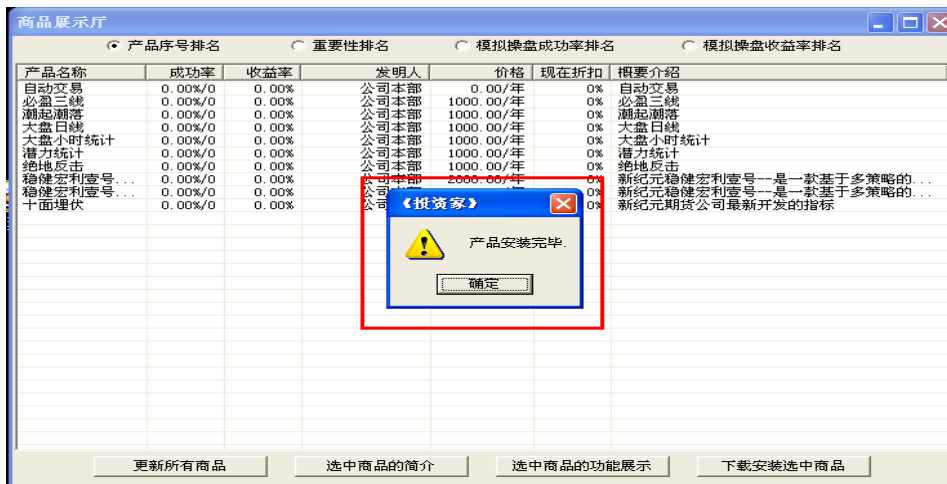 商品展示厅
产品序号排名 重要性排名 模拟操盘成功率排名 模拟操盘收益率排名
产品名称 成功率 收益率 发明人 价格 现在折扣 概要介绍
自动交易 0.00%/0 0.00% 公司本部 0.00/年 0% 自动交易
必盈三线 0.00%/0 0.00% 公司本部 1000.00/年 0% 必盈三线
潮起潮落 0.00%/0 0.00% 公司本部 1000.00/年 0% 潮起潮落
大盘日线 0.00%/0 0.00% 公司本部 1000.00/年 0% 大盘日线
大盘小时统计 0.00%/0 0.00% 公司本部 1000.00/年 0% 大盘小时统计
潜力统计 0.00%/0 0.00% 公司本部 1000.00/年 0% 潜力统计
绝地反击 0.00%/0 0.00% 公司本部 1000.00/年 0% 绝地反击
稳健宏利壹号... 0.00%/0 0.00% 公司本部 2000.00/年 0% 新纪元稳健宏利壹号--是一款基于多策略的...
稳健宏利壹号... 0.00%/0 0.00% 公司 0% 新纪元稳健宏利壹号--是一款基于多策略的...
十面埋伏 0.00%/0 0.00% 公司 0% 新纪元期货公司最新开发的指标
《投资家》
产品安装完毕.
确定
更新所有商品 选中商品的简介 选中商品的功能展示 下载安装选中商品